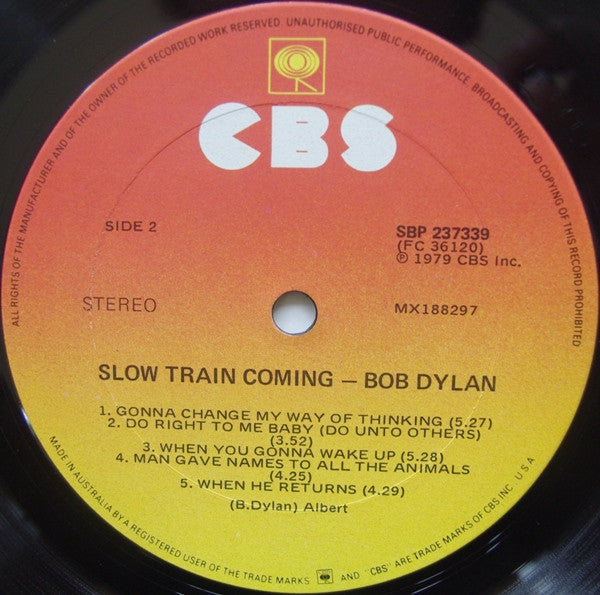 ALL RIGHTS OF THE MANUFACTURER AND OF THE OWNER OF THE RECORDED WORK RESERVED UNAUTHORISED PUBLIC PERFORMANCE BROADCASTING AND COPYING OF THIS RECORD PROHIBITED
CBS
SIDE 2
SBP 237339
(FC 36120)
℗ 1979 CBS Inc.
STEREO
MX188297
SLOW TRAIN COMING – BOB DYLAN
1. GONNA CHANGE MY WAY OF THINKING (5.27)
2. DO RIGHT TO ME BABY (DO UNTO OTHERS)
(3.52)
3. WHEN YOU GONNA WAKE UP (5.28)
4. MAN GAVE NAMES TO ALL THE ANIMALS
(4.25)
5. WHEN HE RETURNS (4.29)
(B.Dylan) Albert
MADE IN AUSTRALIA BY A REGISTERED USER OF THE TRADE MARKS AND "CBS" ARE TRADE MARKS OF CBS INC. U.S.A